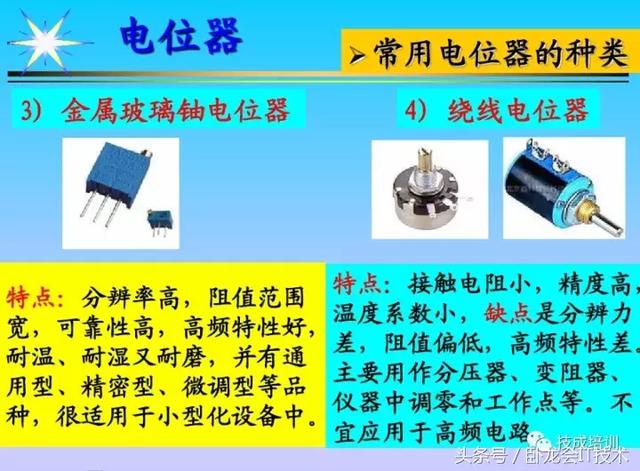 电位器
➢常用电位器的种类
3）金属玻璃铀电位器
4）绕线电位器
特点：分辨率高，阻值范围
宽，可靠性高，高频特性好，
耐温、耐湿又耐磨，并有通
用型、精密型、微调型等品
种，很适用于小型化设备中。
特点：接触电阻小，精度高，
温度系数小，缺点是分辨力
差，阻值偏低，高频特性差。
主要用作分压器、变阻器、
仪器中调零和工作点等。不
宜应用于高频电路
技成培训
头条号/卧龙会IT技术